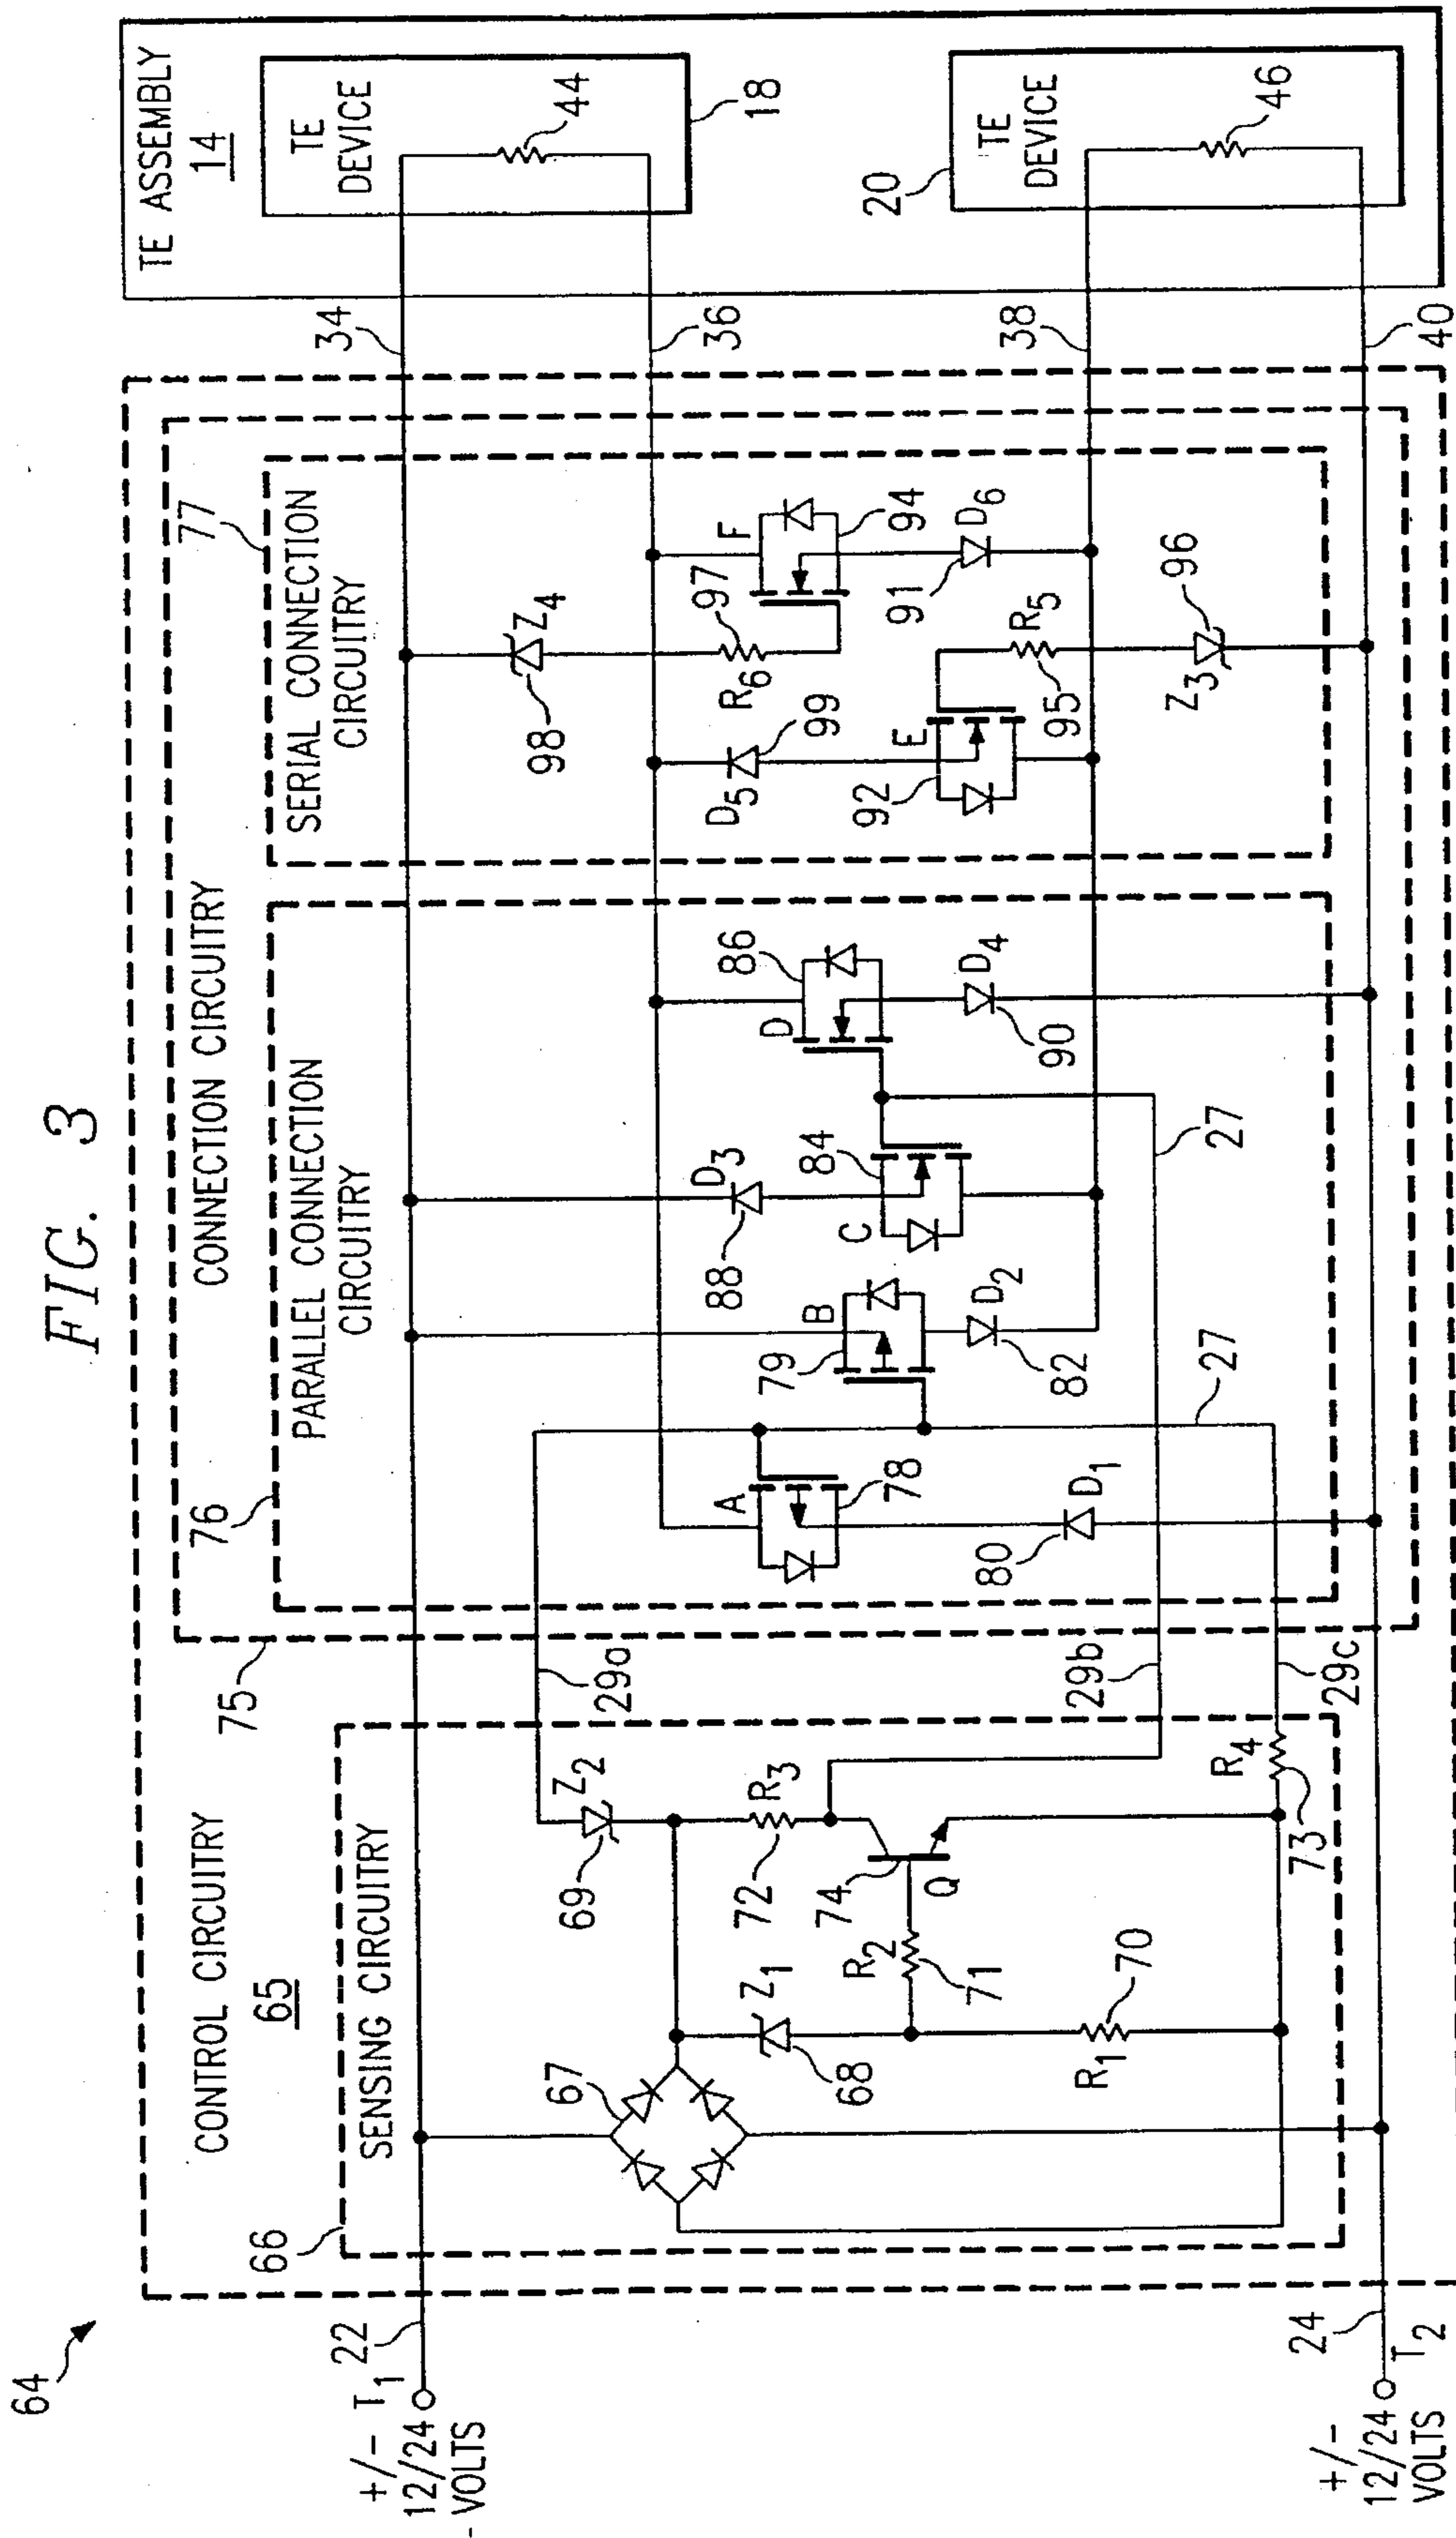 FIG. 3
64
CONTROL CIRCUITRY
65
75
CONNECTION CIRCUITRY
66
SENSING CIRCUITRY
76
PARALLEL CONNECTION
CIRCUITRY
77
SERIAL CONNECTION
CIRCUITRY
TE ASSEMBLY
14
TE
DEVICE
44
18
TE
DEVICE
46
20
+/- T1
12/24
- VOLTS
22
+/-
12/24
VOLTS
T2
24
67
Z1
68
R1
70
R2
71
Q
74
R3
72
Z2
69
R4
73
29a
29b
29c
A
78
D1
80
B
79
D2
82
27
27
C
84
D3
88
D
86
D4
90
E
92
D5
99
R5
95
Z3
96
F
94
D6
91
R6
97
Z4
98
34
36
38
40